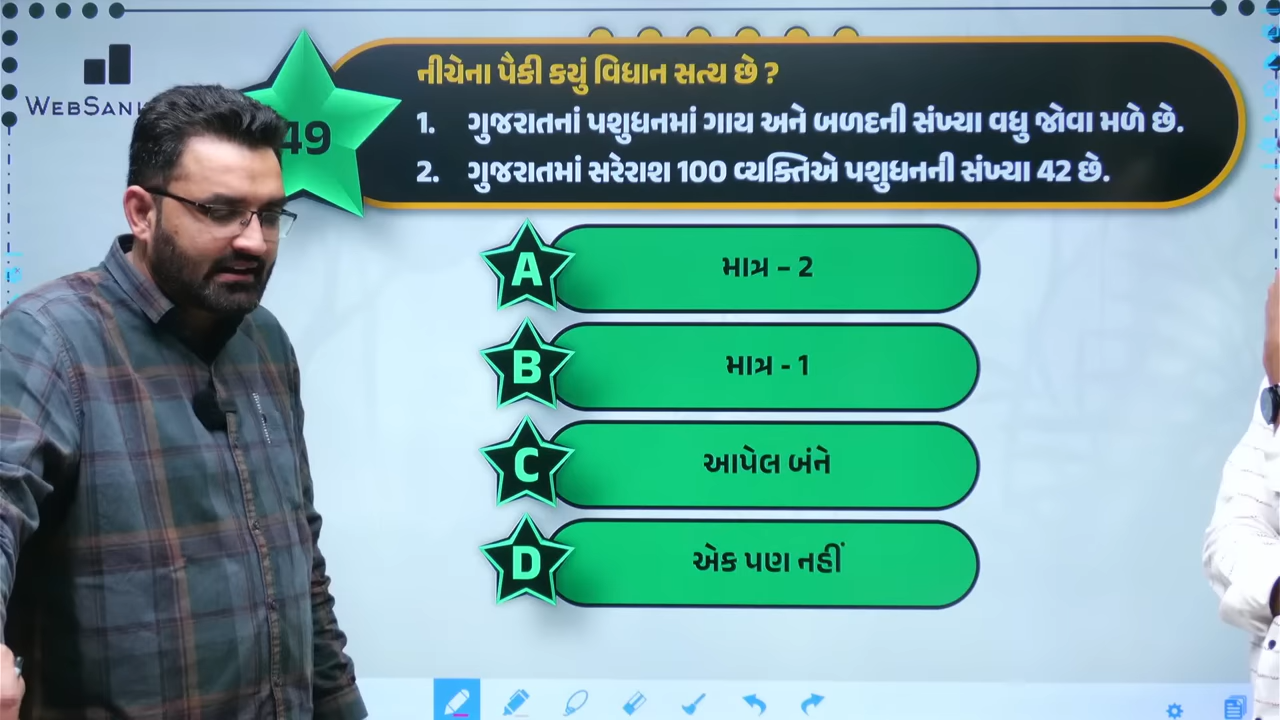 WEBSAN
49
નીચેના પૈકી કયું વિધાન સત્ય છે ?
1. ગુજરાતનાં પશુધનમાં ગાય અને બળદની સંખ્યા વધુ જોવા મળે છે.
2. ગુજરાતમાં સરેરાશ 100 વ્યક્તિએ પશુધનની સંખ્યા 42 છે.
A માત્ર – 2
B માત્ર - 1
C આપેલ બંને
D એક પણ નહીં